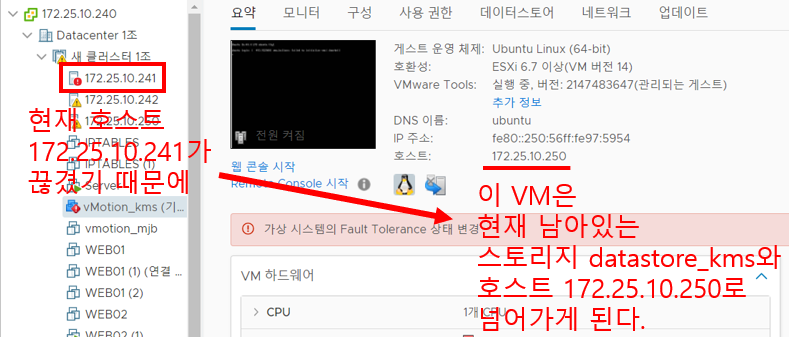 172.25.10.240
Datacenter 1조
새 클러스터 1조
172.25.10.241
172.25.10.242
172.25.10.250
IPTABLES
IPTABLES (1)
Server
vMotion_kms (기...
vmotion_mjb
WEB01
WEB01 (1) (연결 ...
WEB01 (2)
WEB02
WEB02 (1)
현재 호스트
172.25.10.241가
끊겼기 때문에
요약 모니터 구성 사용 권한 데이터스토어 네트워크 업데이트
전원 켜짐
웹 콘솔 시작
Remote Console 시작
게스트 운영 체제: Ubuntu Linux (64-bit)
호환성: ESXi 6.7 이상(VM 버전 14)
VMware Tools: 실행 중, 버전: 2147483647(관리되는 게스트)
추가 정보
DNS 이름: ubuntu
IP 주소: fe80::250:56ff:fe97:5954
호스트: 172.25.10.250
가상 시스템의 Fault Tolerance 상태 변경
이 VM은
현재 남아있는
스토리지 datastore_kms와
호스트 172.25.10.250로
넘어가게 된다.
VM 하드웨어
CPU 1개 CPU